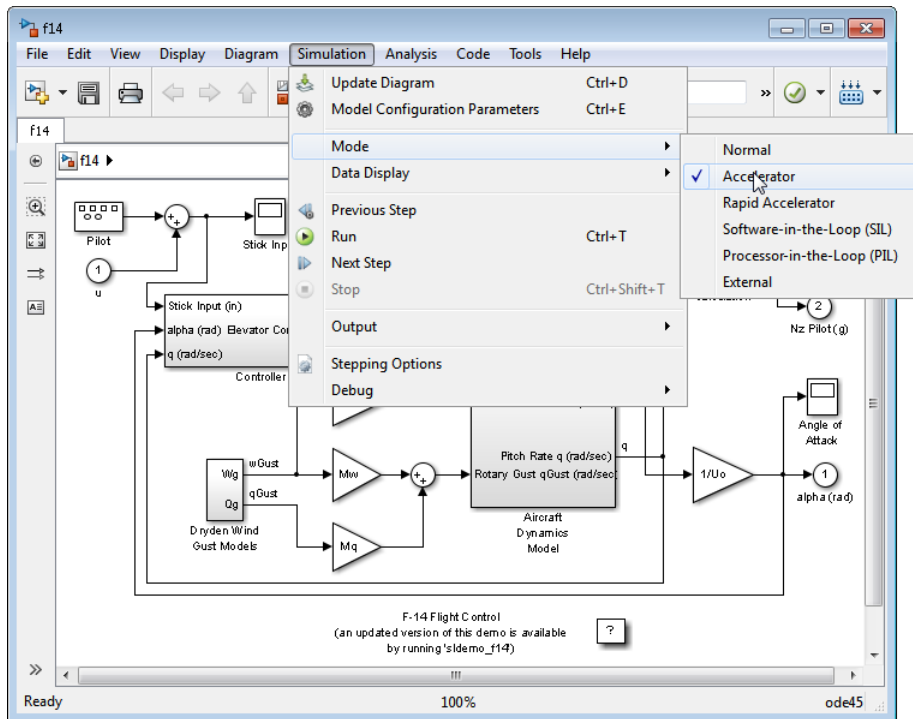 f14
File Edit View Display Diagram Simulation Analysis Code Tools Help
»
f14
f14
Update Diagram Ctrl+D
Model Configuration Parameters Ctrl+E
Mode
Data Display
Previous Step
Run Ctrl+T
Next Step
Stop Ctrl+Shift+T
Output
Stepping Options
Debug
Normal
Accelerator
Rapid Accelerator
Software-in-the-Loop (SIL)
Processor-in-the-Loop (PIL)
External
Pilot
Stick Inp
1
u
Stick Input (in)
alpha (rad) Elevator Co
q (rad/sec)
Controller
2
Nz Pilot (g)
Angle of
Attack
Wg
wGust
Qg
qGust
Dryden Wind
Gust Models
Mw
Mq
Pitch Rate q (rad/sec)
q
Rotary Gust qGust (rad/sec
Aircraft
Dynamics
Model
1/Uo
1
alpha (rad)
F-14 Flight Control
(an updated version of this demo is available
by running 'sldemo_f14')
?
A
»
Ready 100% ode45